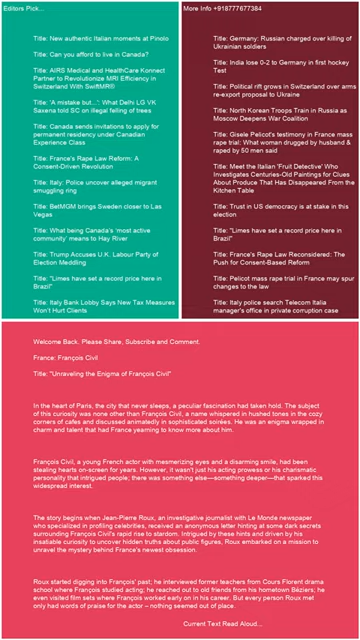 Editors Pick...
Title: New authentic Italian moments at Pinolo
Title: Can you afford to live in Canada?
Title: AIRS Medical and HealthCare Konnect
Partner to Revolutionize MRI Efficiency in
Switzerland With SwiftMR®
Title: 'A mistake but...': What Delhi LG VK
Saxena told SC on illegal felling of trees
Title: Canada sends invitations to apply for
permanent residency under Canadian
Experience Class
Title: France's Rape Law Reform: A
Consent-Driven Revolution
Title: Italy: Police uncover alleged migrant
smuggling ring
Title: BetMGM brings Sweden closer to Las
Vegas
Title: What being Canada's 'most active
community' means to Hay River
Title: Trump Accuses U.K. Labour Party of
Election Meddling
Title: "Limes have set a record price here in
Brazil"
Title: Italy Bank Lobby Says New Tax Measures
Won't Hurt Clients
More Info +918777677384
Title: Germany: Russian charged over killing of
Ukrainian soldiers
Title: India lose 0-2 to Germany in first hockey
Test
Title: Political rift grows in Switzerland over arms
re-export proposal to Ukraine
Title: North Korean Troops Train in Russia as
Moscow Deepens War Coalition
Title: Gisele Pelicot's testimony in France mass
rape trial: What woman drugged by husband &
raped by 50 men said
Title: Meet the Italian 'Fruit Detective' Who
Investigates Centuries-Old Paintings for Clues
About Produce That Has Disappeared From the
Kitchen Table
Title: Trust in US democracy is at stake in this
election
Title: "Limes have set a record price here in
Brazil"
Title: France's Rape Law Reconsidered: The
Push for Consent-Based Reform
Title: Pelicot mass rape trial in France may spur
changes to the law
Title: Italy police search Telecom Italia
manager's office in private corruption case
Welcome Back. Please Share, Subscribe and Comment.
France: François Civil
Title: "Unraveling the Enigma of François Civil"
In the heart of Paris, the city that never sleeps, a peculiar fascination had taken hold. The subject
of this curiosity was none other than François Civil, a name whispered in hushed tones in the cozy
corners of cafes and discussed animatedly in sophisticated soirées. He was an enigma wrapped in
charm and talent that had France yearning to know more about him.
François Civil, a young French actor with mesmerizing eyes and a disarming smile, had been
stealing hearts on-screen for years. However, it wasn't just his acting prowess or his charismatic
personality that intrigued people; there was something else—something deeper—that sparked this
widespread interest.
The story begins when Jean-Pierre Roux, an investigative journalist with Le Monde newspaper
who specialized in profiling celebrities, received an anonymous letter hinting at some dark secrets
surrounding François Civil's rapid rise to stardom. Intrigued by these hints and driven by his
insatiable curiosity to uncover hidden truths about public figures, Roux embarked on a mission to
unravel the mystery behind France's newest obsession.
Roux started digging into François' past; he interviewed former teachers from Cours Florent drama
school where François studied acting; he reached out to old friends from his hometown Béziers; he
even visited film sets where François worked early on in his career. But every person Roux met
only had words of praise for the actor – nothing seemed out of place.
Current Text Read Aloud...